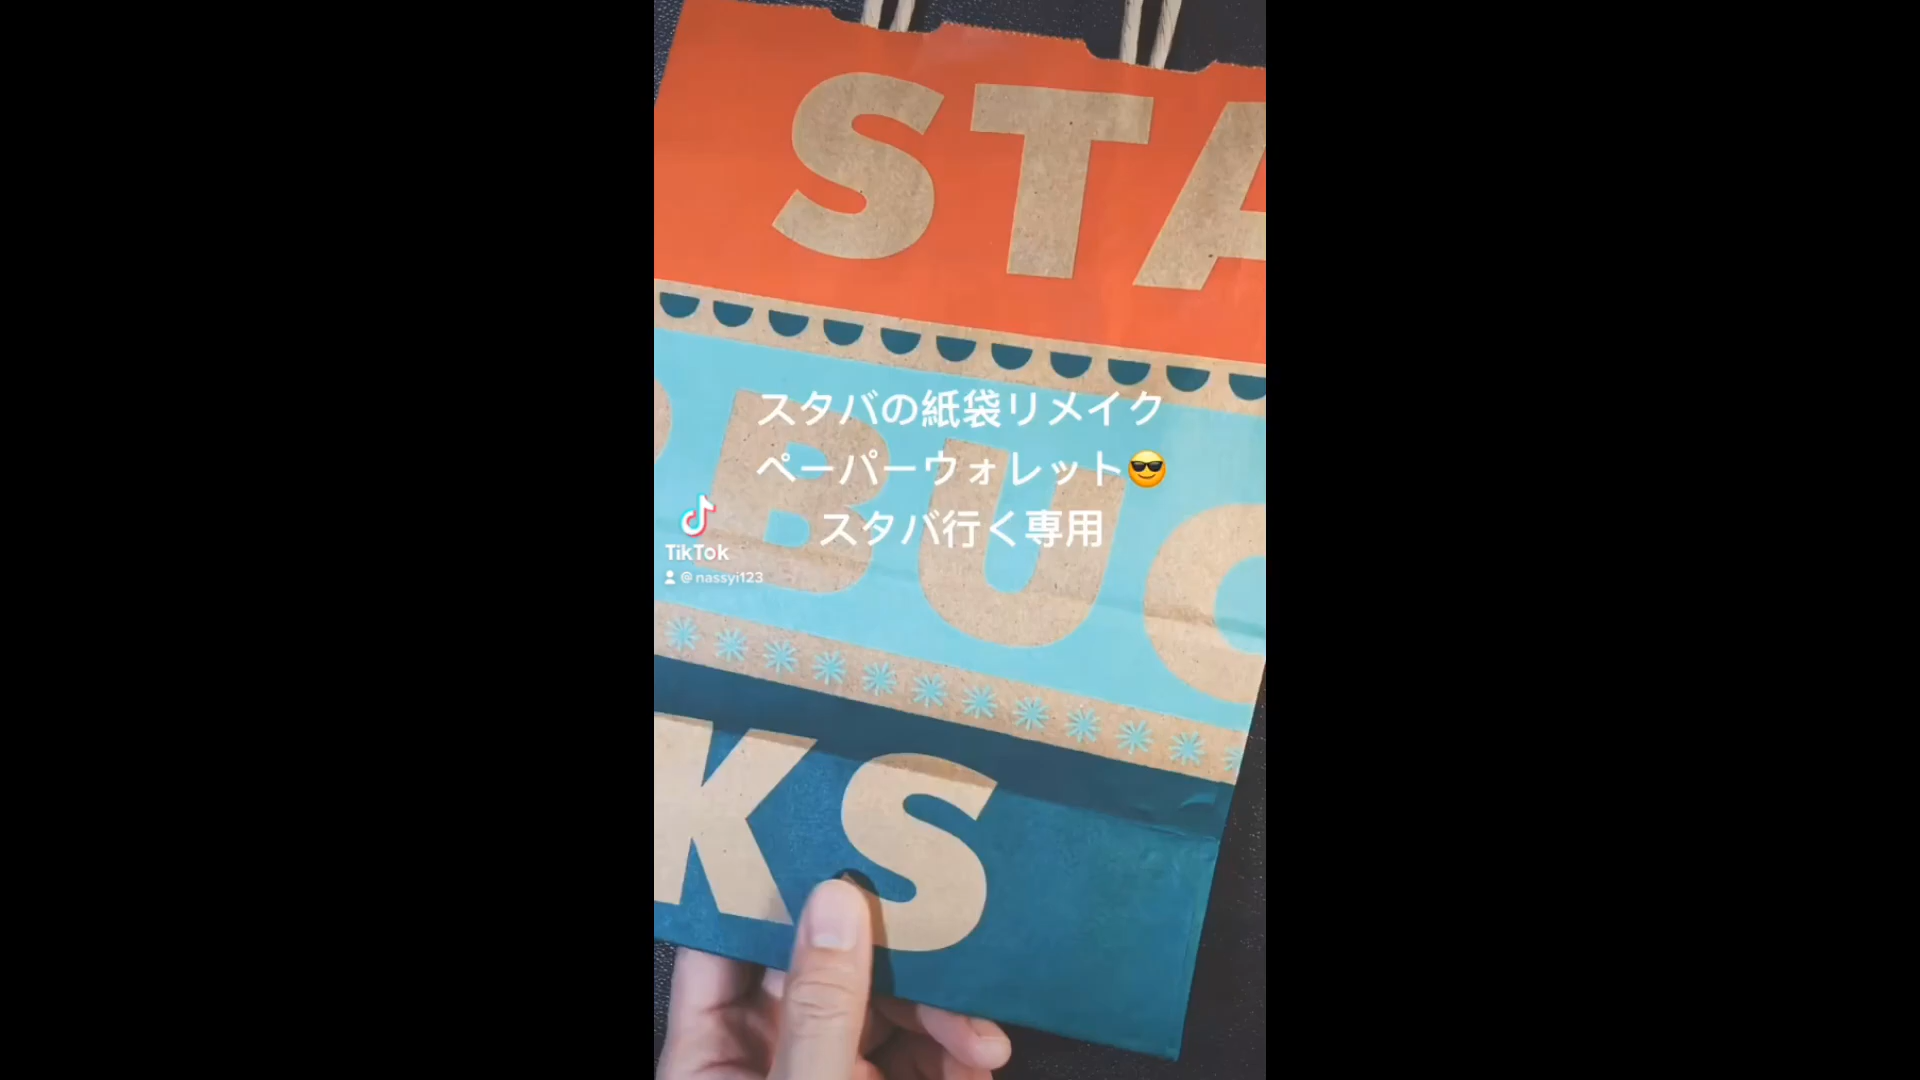 STA
スタバの紙袋リメイク
ペーパーウォレット😎
スタバ行く専用
BUC
TikTok
@nassyi123
KS